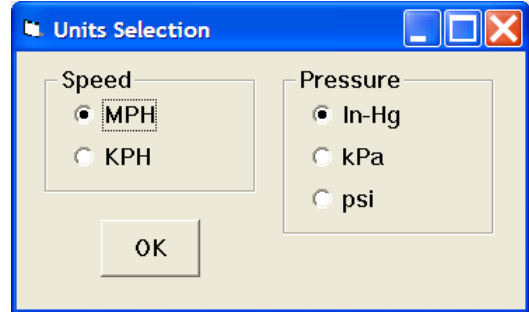 Units Selection
Speed
MPH
KPH
OK
Pressure
In-Hg
kPa
psi